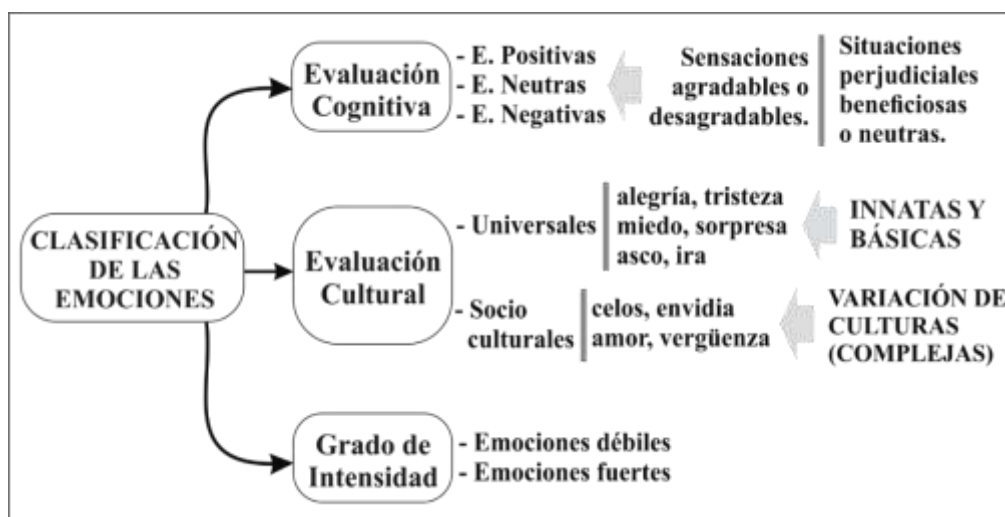 CLASIFICACIÓN
DE LAS
EMOCIONES
Evaluación
Cognitiva
- E. Positivas
- E. Neutras
- E. Negativas
Sensaciones
agradables o
desagradables.
Situaciones
perjudiciales
beneficiosas
o neutras.
Evaluación
Cultural
- Universales
alegría, tristeza
miedo, sorpresa
asco, ira
INNATAS Y
BÁSICAS
- Socio
culturales
celos, envidia
amor, vergüenza
VARIACIÓN DE
CULTURAS
(COMPLEJAS)
Grado de
Intensidad
- Emociones débiles
- Emociones fuertes